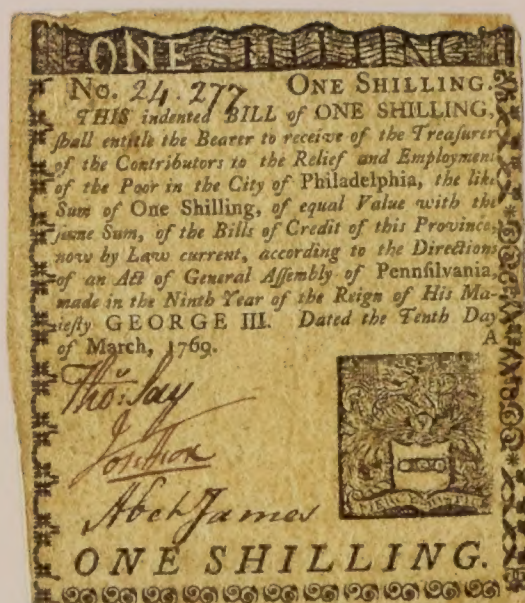 ONE SHILLING
No. 24.277 ONE SHILLING.
THIS indented BILL of ONE SHILLING,
ſhall entitle the Bearer to receive of the Treaſurer
of the Contributors to the Relief and Employment
of the Poor in the City of Philadelphia, the like
Sum of One Shilling, of equal Value with the
ſame Sum, of the Bills of Credit of this Province,
now by Law current, according to the Directions
of an Act of General Aſſembly of Pennſilvania,
made in the Ninth Year of the Reign of His Ma-
jeſty GEORGE III. Dated the Tenth Day
of March, 1769. A
Tho.s Say
Abel James
MERCY JUSTICE
ONE SHILLING.